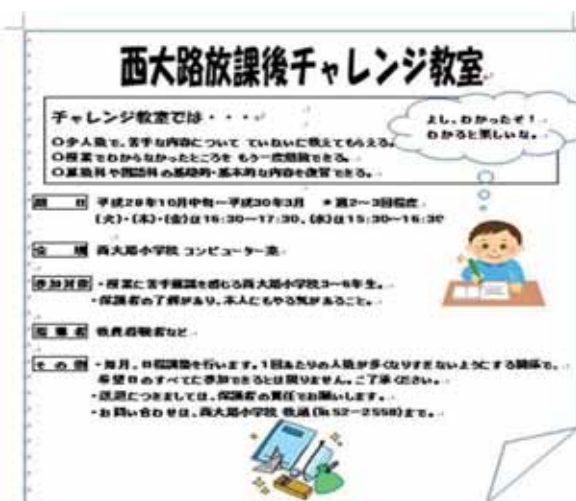 西大路放課後チャレンジ教室
チャレンジ教室では・・・
〇少人数で、苦手な内容について ていねいに教えてもらえる。
〇授業でわからなかったところを もう一度勉強できる。
〇算数科や国語科の基礎的・基本的な内容を復習できる。
よし、わかったぞ!
わかると楽しいな。
期 日 平成29年10月中旬~平成30年3月 *週2~3回程度
(火)・(木)・(金)は16:30~17:30、(水)は15:30~16:30
会 場 西大路小学校 コンピューター室
参加対象 ・授業に苦手意識を感じる西大路小学校3~6年生。
・保護者の了解があり、本人にもやる気があること。
指 導 者 教員経験者など
そ の 他 ・毎月、日程調整を行います。1回あたりの人数が多くなりすぎないようにする関係で、
希望日のすべてに参加できるとは限りません。ご了承ください。
・送迎につきましては、保護者の責任でお願いします。
・お問い合わせは、西大路小学校 教頭(℡52-2558)まで。